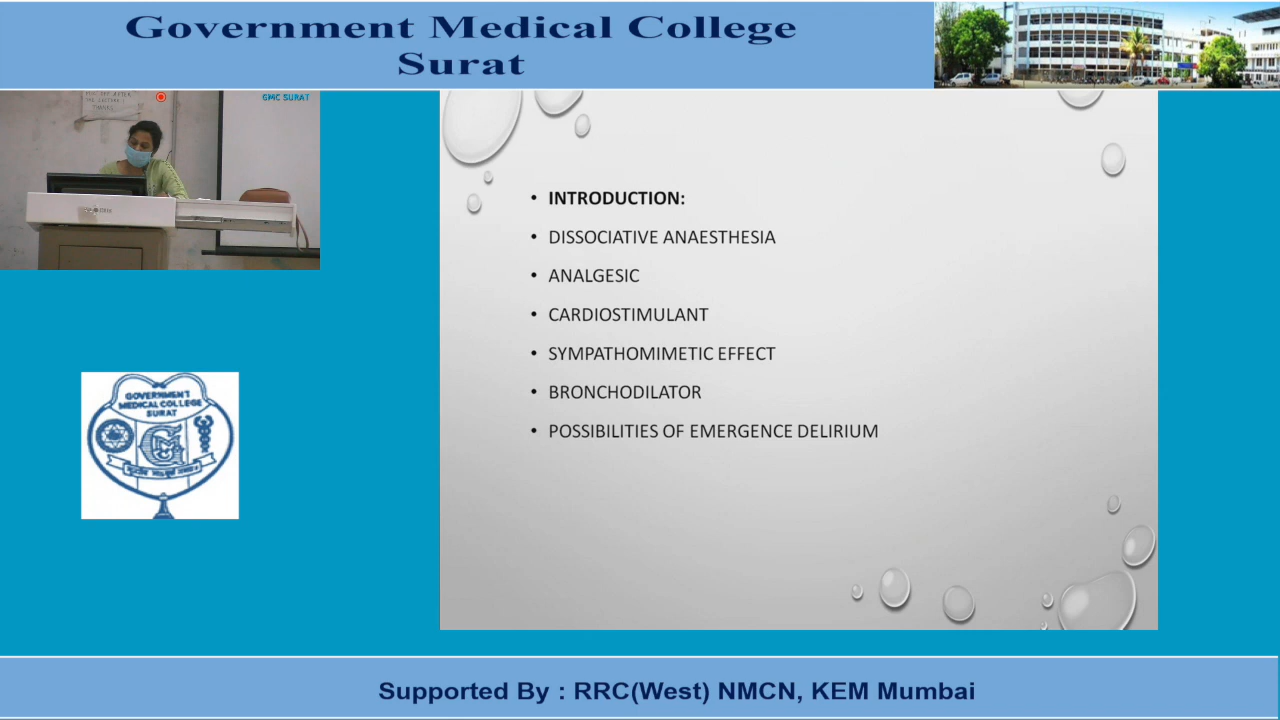 Government Medical College
Surat
GMC SURAT
• INTRODUCTION:
• DISSOCIATIVE ANAESTHESIA
• ANALGESIC
• CARDIOSTIMULANT
• SYMPATHOMIMETIC EFFECT
• BRONCHODILATOR
• POSSIBILITIES OF EMERGENCE DELIRIUM
GOVERNMENT
MEDICAL COLLEGE
SURAT
Supported By : RRC(West) NMCN, KEM Mumbai